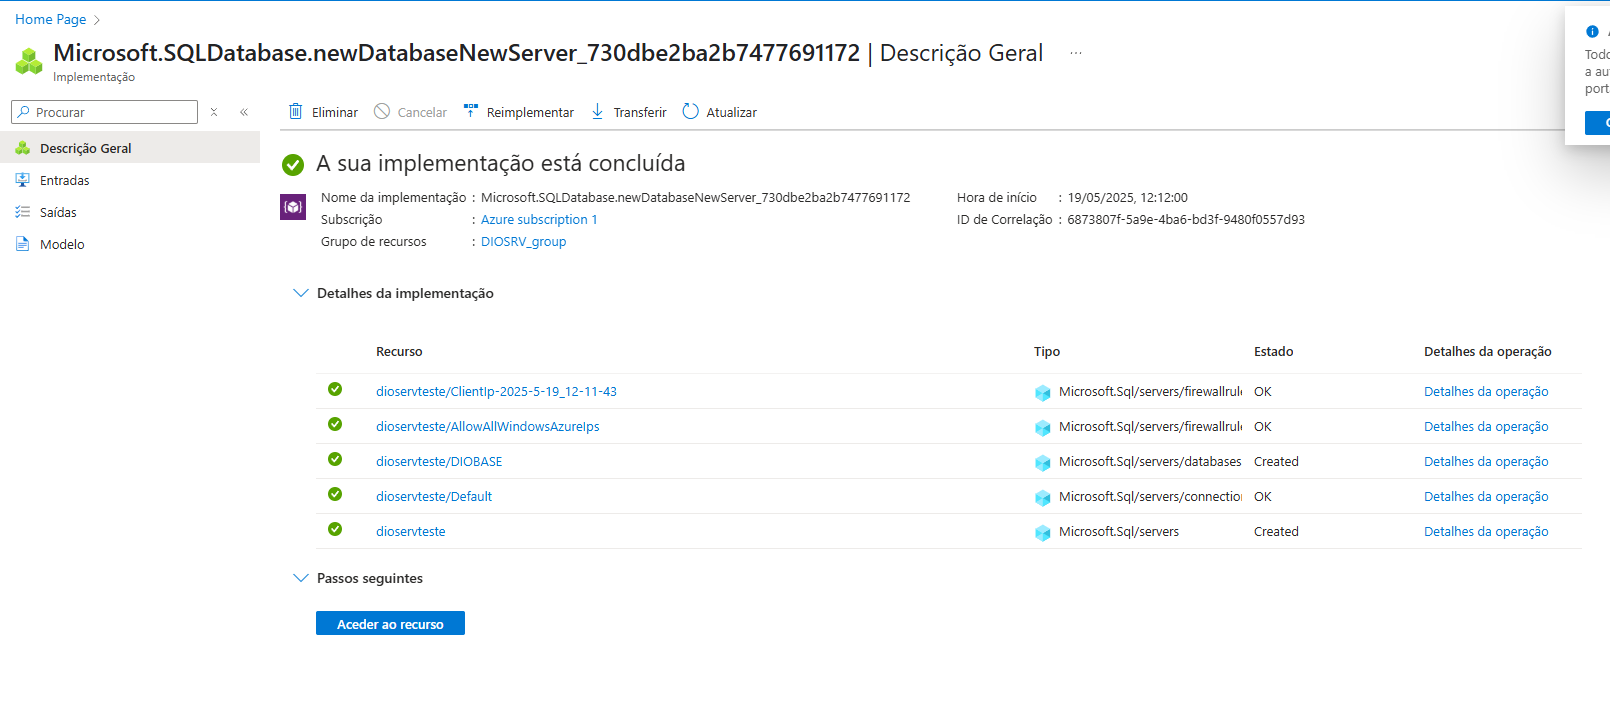 Home Page
Microsoft.SQLDatabase.newDatabaseNewServer_730dbe2ba2b7477691172 | Descrição Geral ...
Implementação
Procurar
Eliminar Cancelar Reimplementar Transferir Atualizar
Descrição Geral
Entradas
Saídas
Modelo
A sua implementação está concluída
Nome da implementação : Microsoft.SQLDatabase.newDatabaseNewServer_730dbe2ba2b7477691172
Subscrição : Azure subscription 1
Grupo de recursos : DIOSRV_group
Hora de início : 19/05/2025, 12:12:00
ID de Correlação : 6873807f-5a9e-4ba6-bd3f-9480f0557d93
Detalhes da implementação
Recurso Tipo Estado Detalhes da operação
dioservteste/ClientIp-2025-5-19_12-11-43 Microsoft.Sql/servers/firewallrul OK Detalhes da operação
dioservteste/AllowAllWindowsAzureIps Microsoft.Sql/servers/firewallrul OK Detalhes da operação
dioservteste/DIOBASE Microsoft.Sql/servers/databases Created Detalhes da operação
dioservteste/Default Microsoft.Sql/servers/connection OK Detalhes da operação
dioservteste Microsoft.Sql/servers Created Detalhes da operação
Passos seguintes
Aceder ao recurso
Todo
a au
port